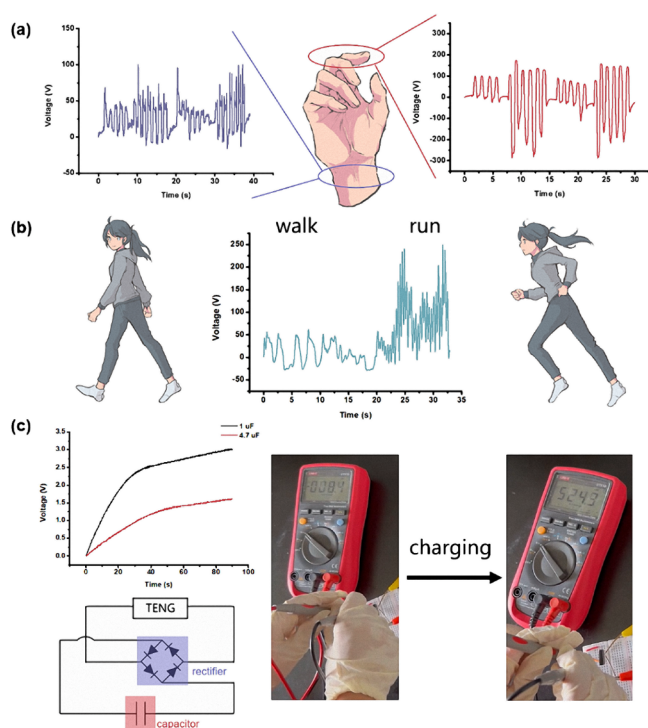 (a)
Voltage (V)
150
100
50
0
-50
0 10 20 30 40
Time (s)
Voltage (V)
300
200
100
0
-100
-200
-300
0 5 10 15 20 25 30
Time (s)
(b)
walk run
Voltage (V)
250
200
150
100
50
0
-50
0 5 10 15 20 25 30 35
Time (s)
(c)
1 uF
4.7 uF
Voltage (V)
3.0
2.5
2.0
1.5
1.0
0.5
0.0
0 20 40 60 80 100
Time (s)
TENG
rectifier
capacitor
charging